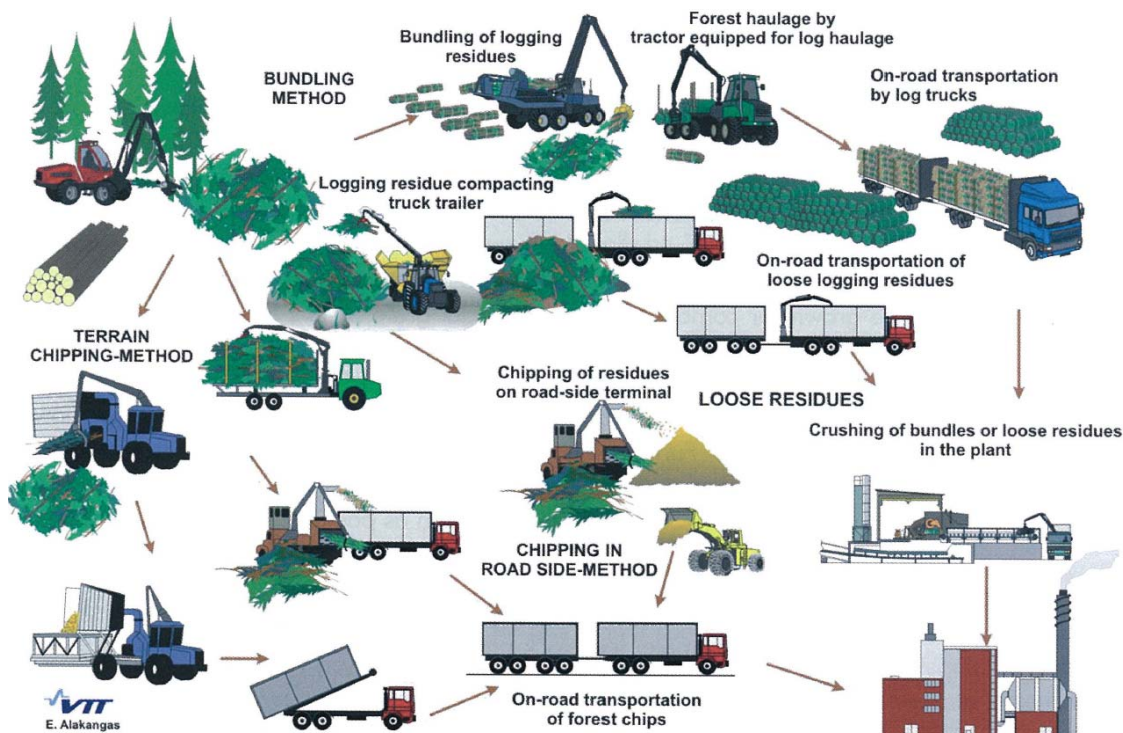 Bundling of logging
residues
Forest haulage by
tractor equipped for log haulage
BUNDLING
METHOD
On-road transportation
by log trucks
Logging residue compacting
truck trailer
On-road transportation of
loose logging residues
TERRAIN
CHIPPING-METHOD
Chipping of residues
on road-side terminal
LOOSE RESIDUES
Crushing of bundles or loose residues
in the plant
CHIPPING IN
ROAD SIDE-METHOD
On-road transportation
of forest chips
VTT
E. Alakangas